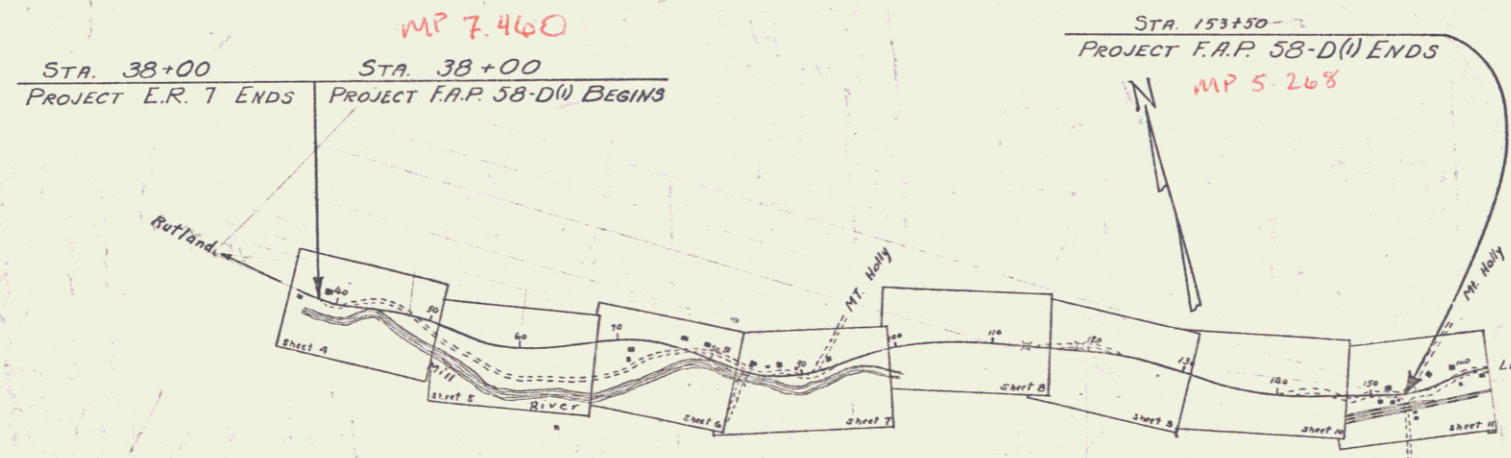 MP 7.460
STA. 38+00
PROJECT E.R. 7 ENDS
STA. 38+00
PROJECT F.A.P. 58-D(1) BEGINS
STA. 153+50
PROJECT F.A.P. 58-D(1) ENDS
MP 5.268
N
Rutland
Mt. Holly
MT. Holly
40
50
60
70
90
110
120
140
150
Mill
River
Sheet 4
Sheet 5
Sheet 6
Sheet 7
Sheet 8
Sheet 9
Sheet 10
Sheet 11